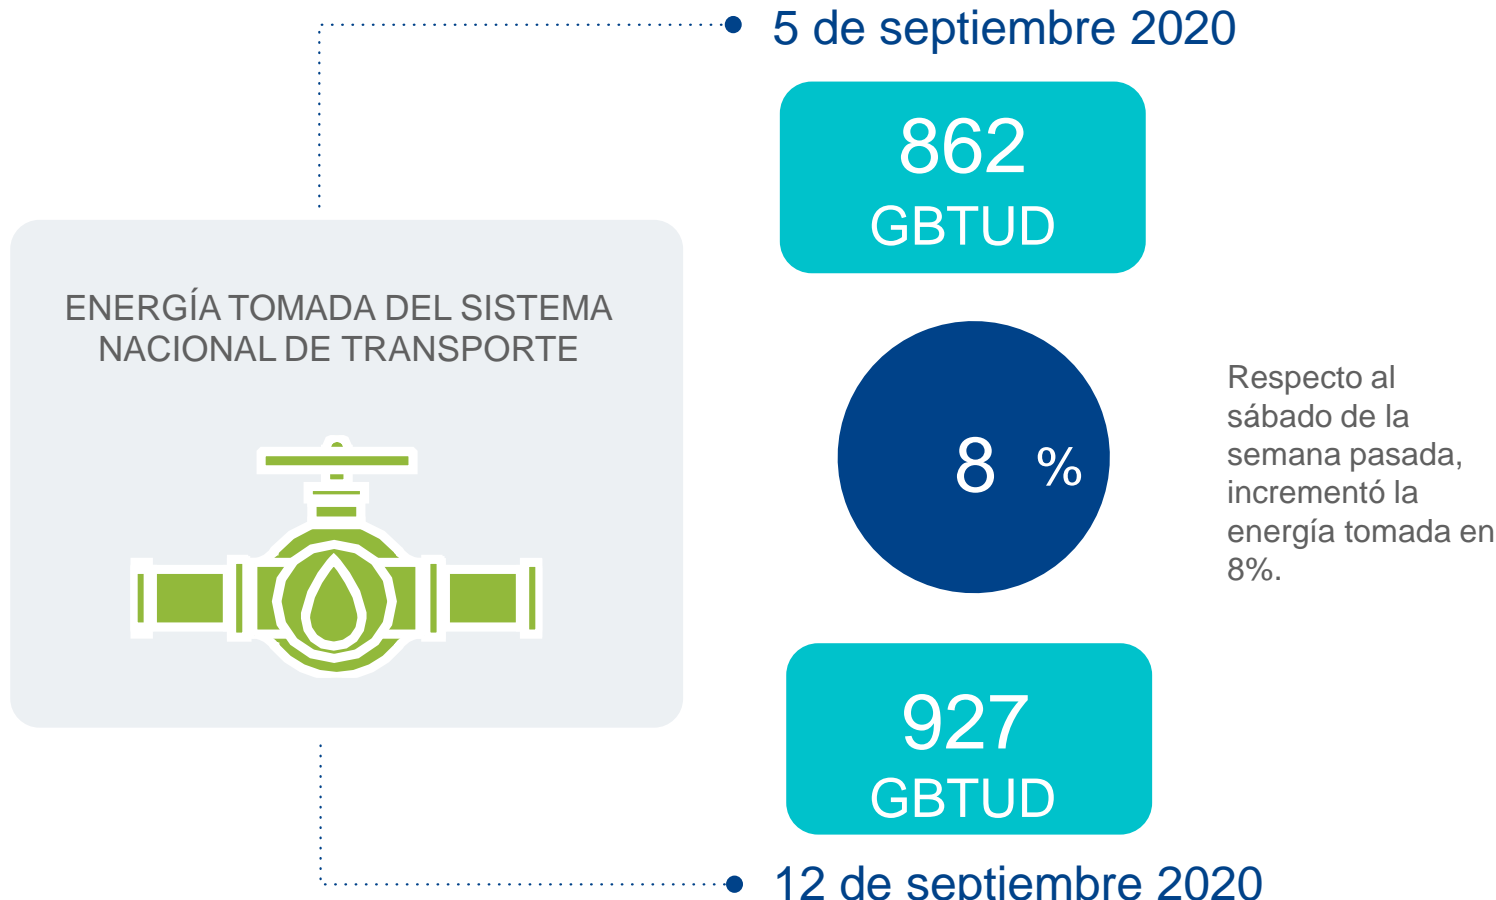 5 de septiembre 2020
862
GBTUD
ENERGÍA TOMADA DEL SISTEMA
NACIONAL DE TRANSPORTE
8 %
Respecto al
sábado de la
semana pasada,
incrementó la
energía tomada en
8%.
927
GBTUD
12 de septiembre 2020